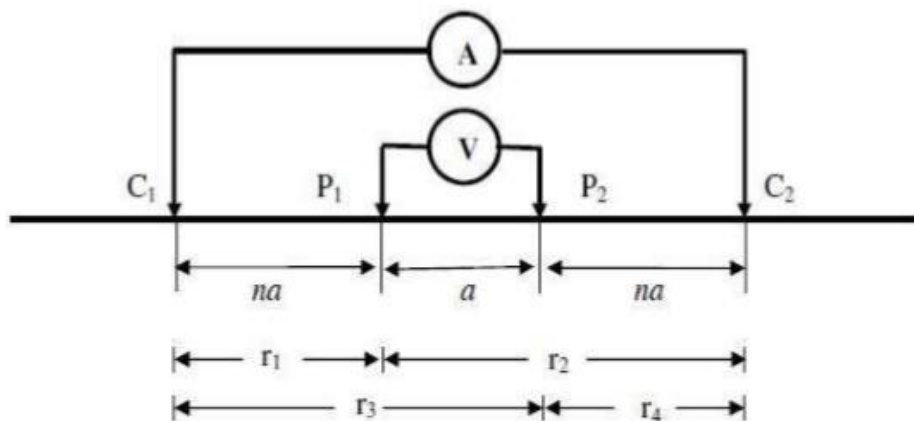 A
V
C₁ P₁ P₂ C₂
na a na
r₁ r₂
r₃ r₄